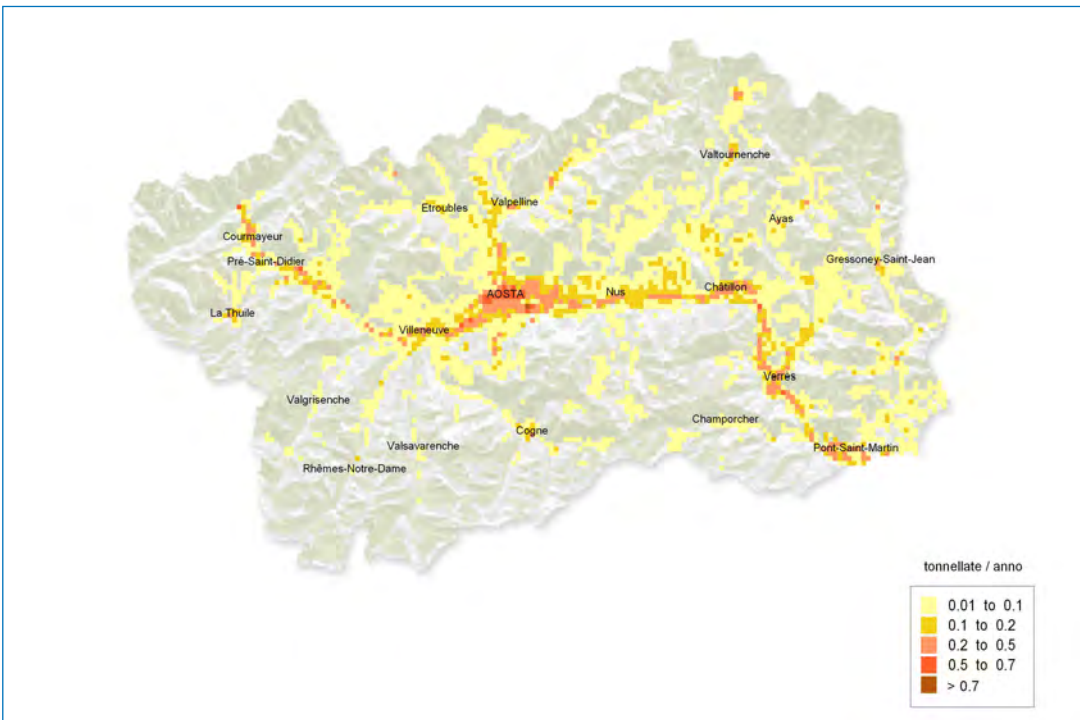 Valtournenche
Etroubles
Valpelline
Ayas
Courmayeur
Pré-Saint-Didier
Gressoney-Saint-Jean
AOSTA
Nus
Châtillon
La Thuile
Villeneuve
Verrès
Valgrisenche
Champorcher
Cogne
Valsavarenche
Pont-Saint-Martin
Rhêmes-Notre-Dame
tonnellate / anno
0.01 to 0.1
0.1 to 0.2
0.2 to 0.5
0.5 to 0.7
> 0.7